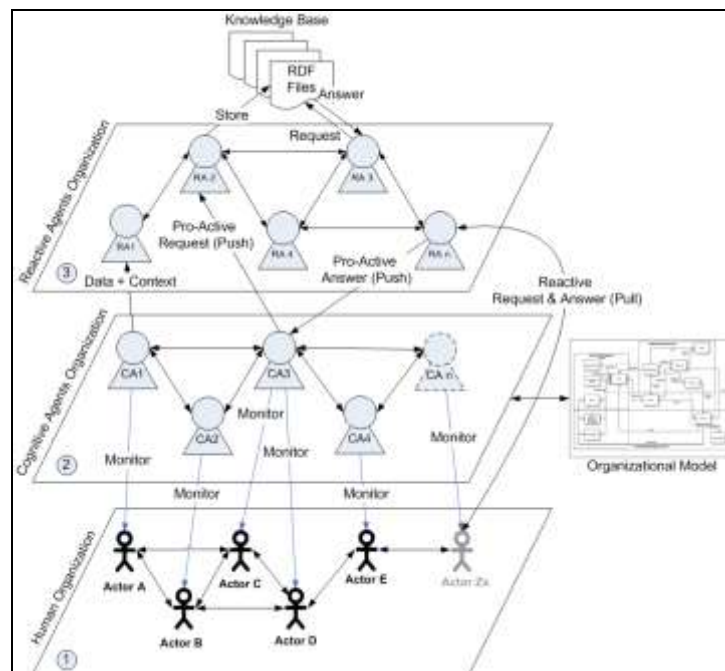 Knowledge Base
RDF
Files
Answer
Store
Request
Reactive Agents Organization
RA 2
RA 3
RA1
RA 4
RA n
Pro-Active
Request (Push)
Pro-Active
Answer (Push)
3
Data + Context
Reactive
Request & Answer (Pull)
Cognitive Agents Organization
CA1
CA3
CA n
CA2
CA4
Monitor
Monitor
Monitor
2
Monitor
Monitor
Monitor
Organizational Model
Human Organization
Actor A
Actor C
Actor E
Actor Zx
Actor B
Actor D
1